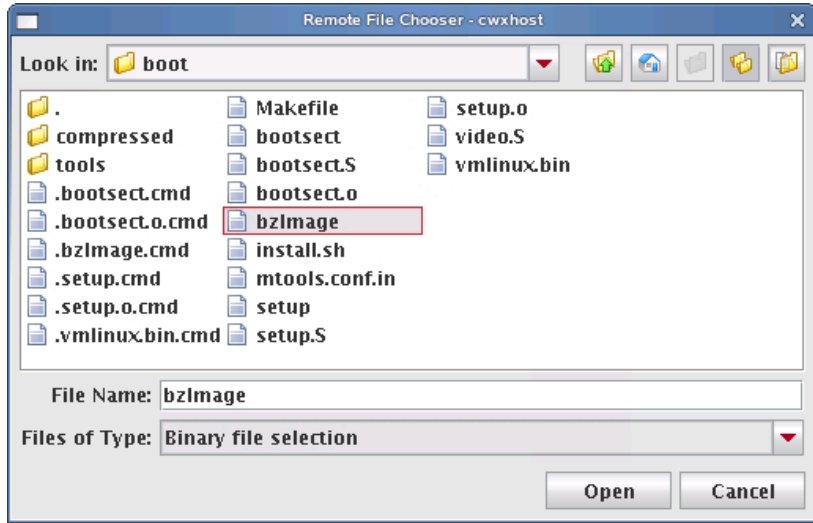 Remote File Chooser - cwxhost
Look in: boot
.
compressed
tools
.bootsect.cmd
.bootsect.o.cmd
.bzImage.cmd
.setup.cmd
.setup.o.cmd
.vmlinux.bin.cmd
Makefile
bootsect
bootsect.S
bootsect.o
bzImage
install.sh
mtools.conf.in
setup
setup.S
setup.o
video.S
vmlinux.bin
File Name: bzImage
Files of Type: Binary file selection
Open Cancel